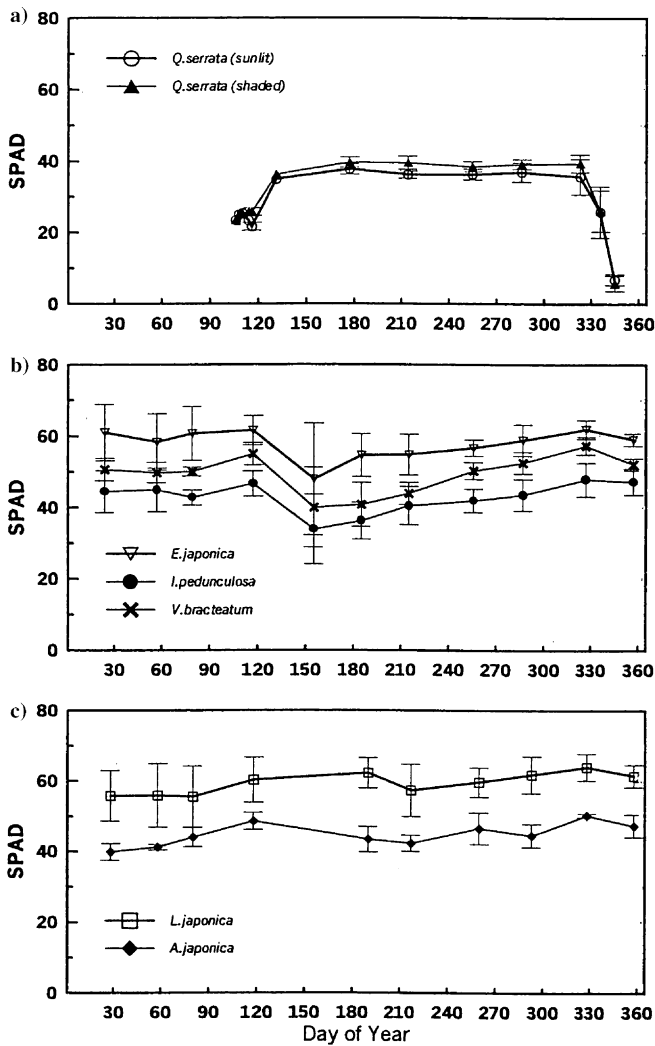 a)
80
60
40
20
0
SPAD
Q.serrata (sunlit)
Q.serrata (shaded)
30 60 90 120 150 180 210 240 270 300 330 360
b)
80
60
40
20
0
SPAD
E.japonica
I.pedunculosa
V.bracteatum
30 60 90 120 150 180 210 240 270 300 330 360
c)
80
60
40
20
0
SPAD
L.japonica
A.japonica
30 60 90 120 150 180 210 240 270 300 330 360
Day of Year